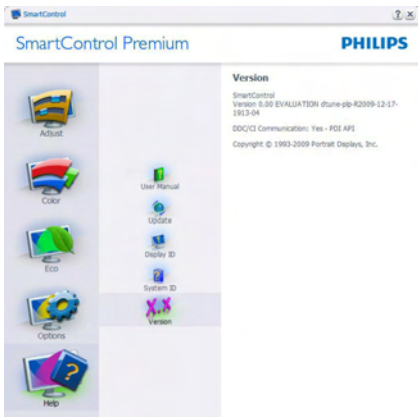 SmartControl
SmartControl Premium
PHILIPS
Adjust
Color
Eco
Options
Help
User Manual
Update
Display ID
System ID
X.X
Version
Version
SmartControl
Version 0.00 EVALUATION dtune-plp-R2009-12-17-
1913-04
DDC/CI Communication: Yes - PDI API
Copyright © 1993-2009 Portrait Displays, Inc.